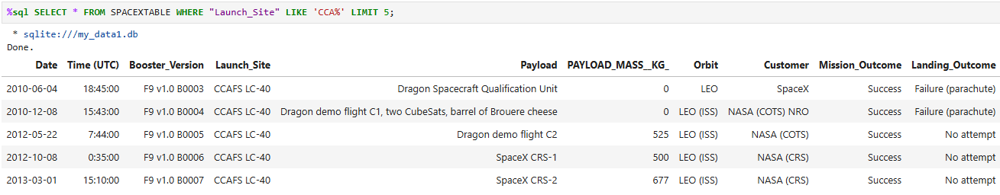 %sql SELECT * FROM SPACEXTABLE WHERE "Launch_Site" LIKE 'CCA%' LIMIT 5;
* sqlite:///my_data1.db
Done.
Date Time (UTC) Booster_Version Launch_Site Payload PAYLOAD_MASS__KG_ Orbit Customer Mission_Outcome Landing_Outcome
2010-06-04 18:45:00 F9 v1.0 B0003 CCAFS LC-40 Dragon Spacecraft Qualification Unit 0 LEO SpaceX Success Failure (parachute)
2010-12-08 15:43:00 F9 v1.0 B0004 CCAFS LC-40 Dragon demo flight C1, two CubeSats, barrel of Brouere cheese 0 LEO (ISS) NASA (COTS) NRO Success Failure (parachute)
2012-05-22 7:44:00 F9 v1.0 B0005 CCAFS LC-40 Dragon demo flight C2 525 LEO (ISS) NASA (COTS) Success No attempt
2012-10-08 0:35:00 F9 v1.0 B0006 CCAFS LC-40 SpaceX CRS-1 500 LEO (ISS) NASA (CRS) Success No attempt
2013-03-01 15:10:00 F9 v1.0 B0007 CCAFS LC-40 SpaceX CRS-2 677 LEO (ISS) NASA (CRS) Success No attempt